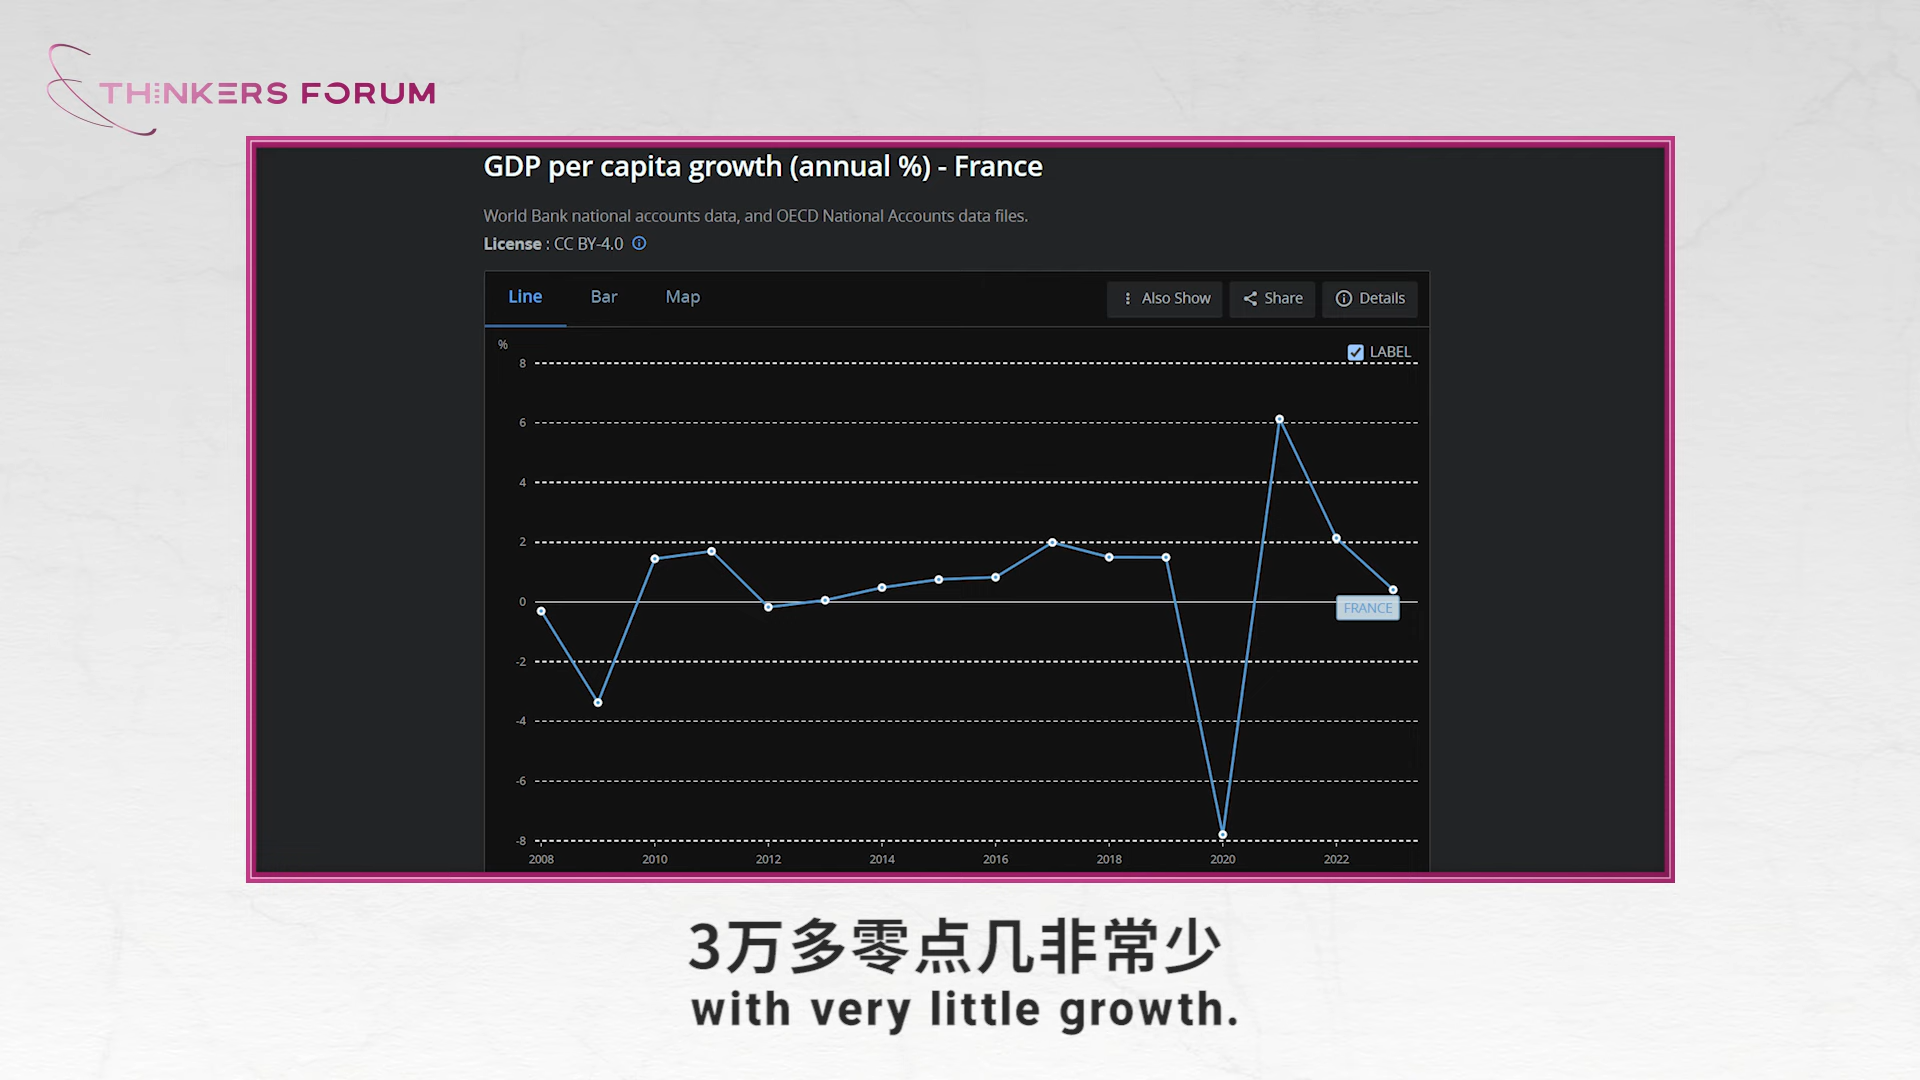 THINKERS FORUM
GDP per capita growth (annual %) - France
World Bank national accounts data, and OECD National Accounts data files.
License : CC BY-4.0
Line Bar Map Also Show Share Details
%
LABEL
8
6
4
2
0
FRANCE
-2
-4
-6
-8
2008 2010 2012 2014 2016 2018 2020 2022
3万多零点几非常少
with very little growth.